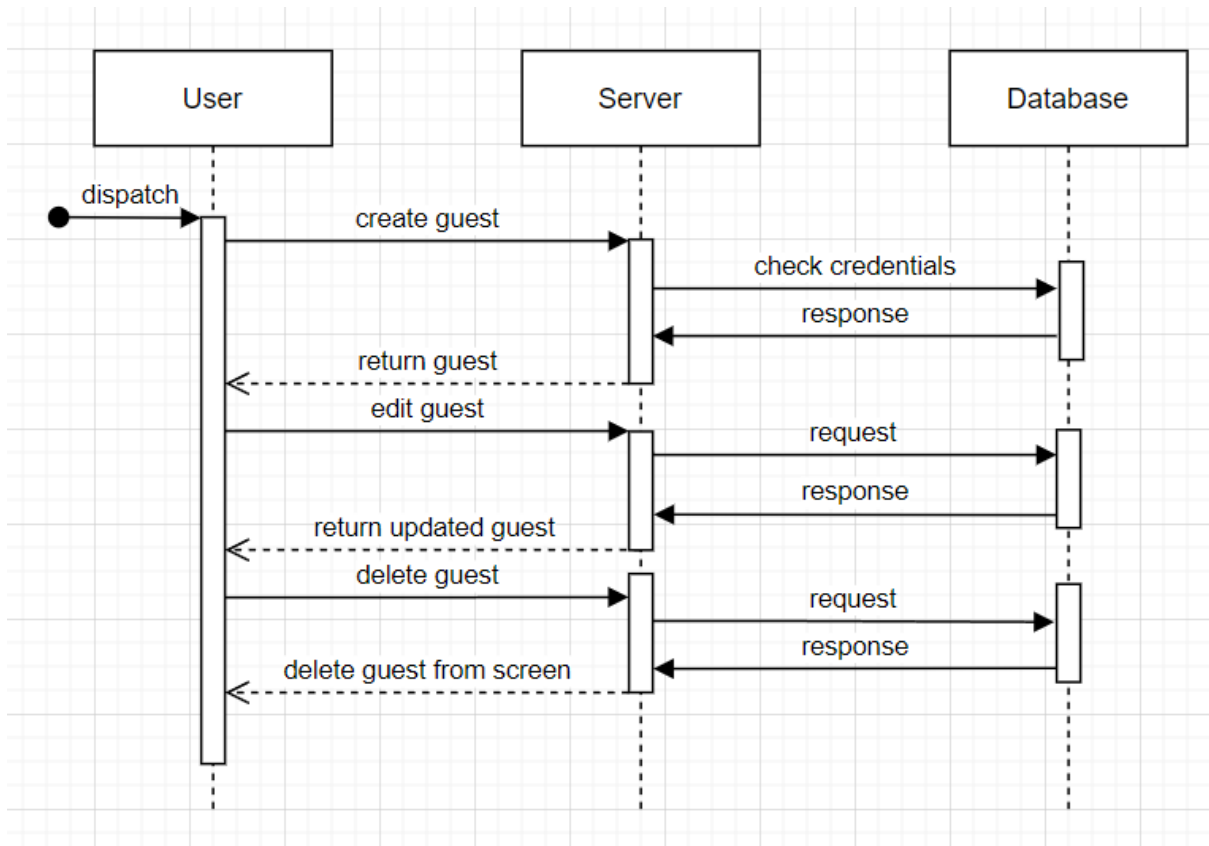 User
Server
Database
dispatch
create guest
check credentials
response
return guest
edit guest
request
response
return updated guest
delete guest
request
response
delete guest from screen